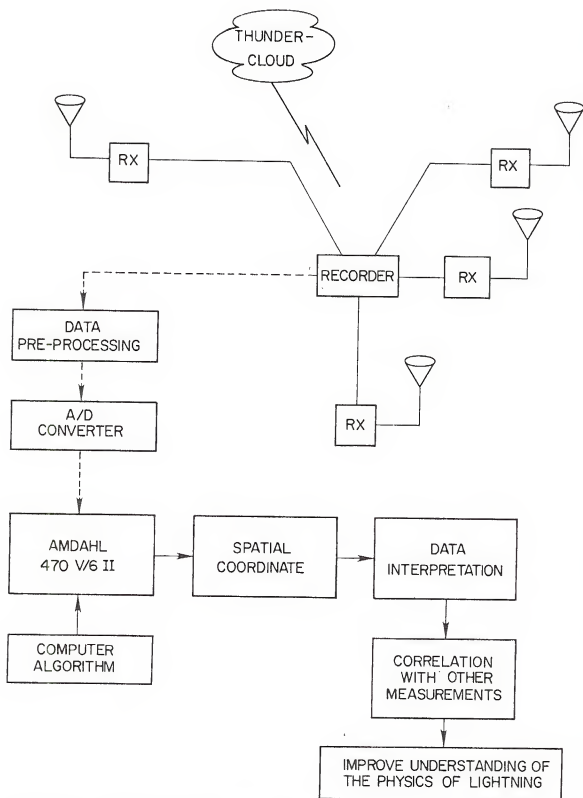 THUNDER-
CLOUD
RX
RX
RECORDER
RX
DATA
PRE-PROCESSING
RX
A/D
CONVERTER
AMDAHL
470 V/6 II
SPATIAL
COORDINATE
DATA
INTERPRETATION
COMPUTER
ALGORITHM
CORRELATION
WITH OTHER
MEASUREMENTS
IMPROVE UNDERSTANDING OF
THE PHYSICS OF LIGHTNING